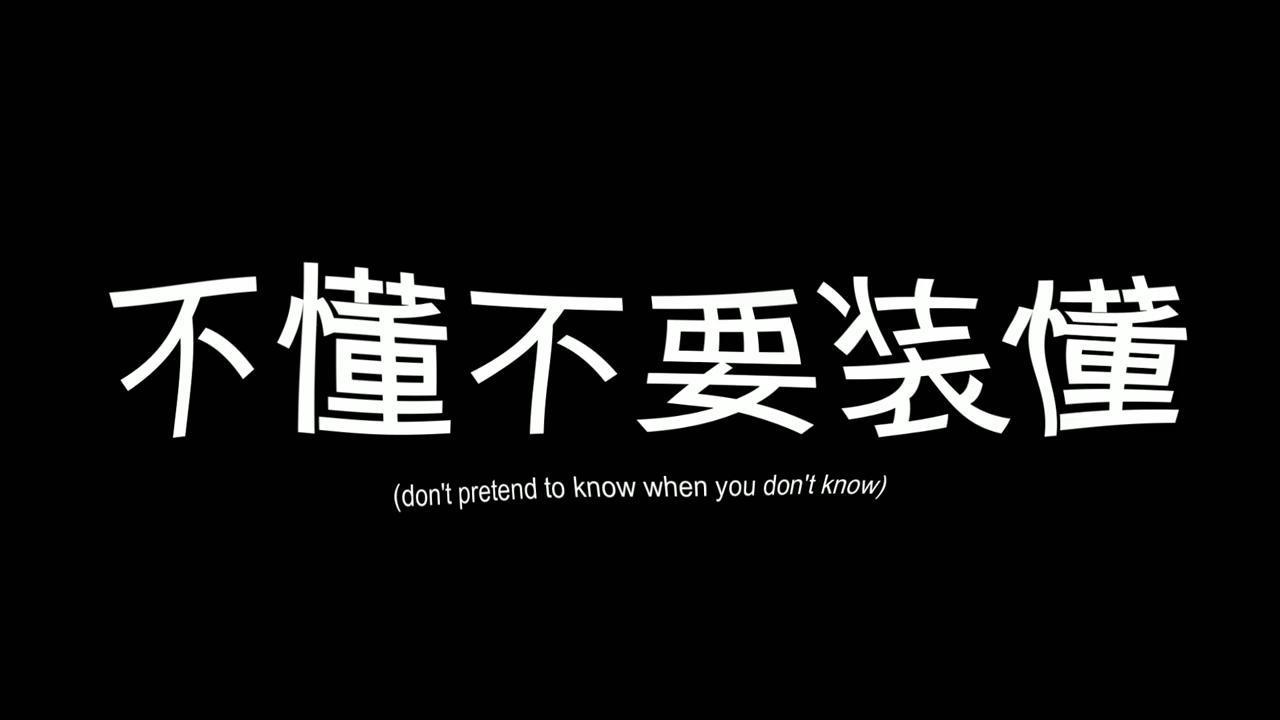 不懂不要装懂
(don't pretend to know when you don't know)